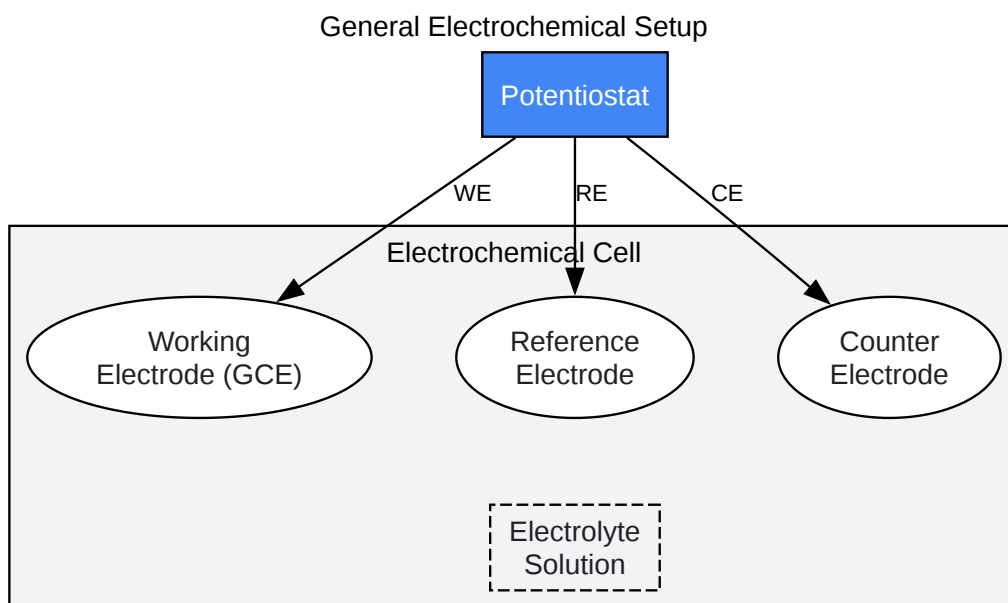 General Electrochemical Setup
Potentiostat
WE
RE
CE
Electrochemical Cell
Working
Electrode (GCE)
Reference
Electrode
Counter
Electrode
Electrolyte
Solution